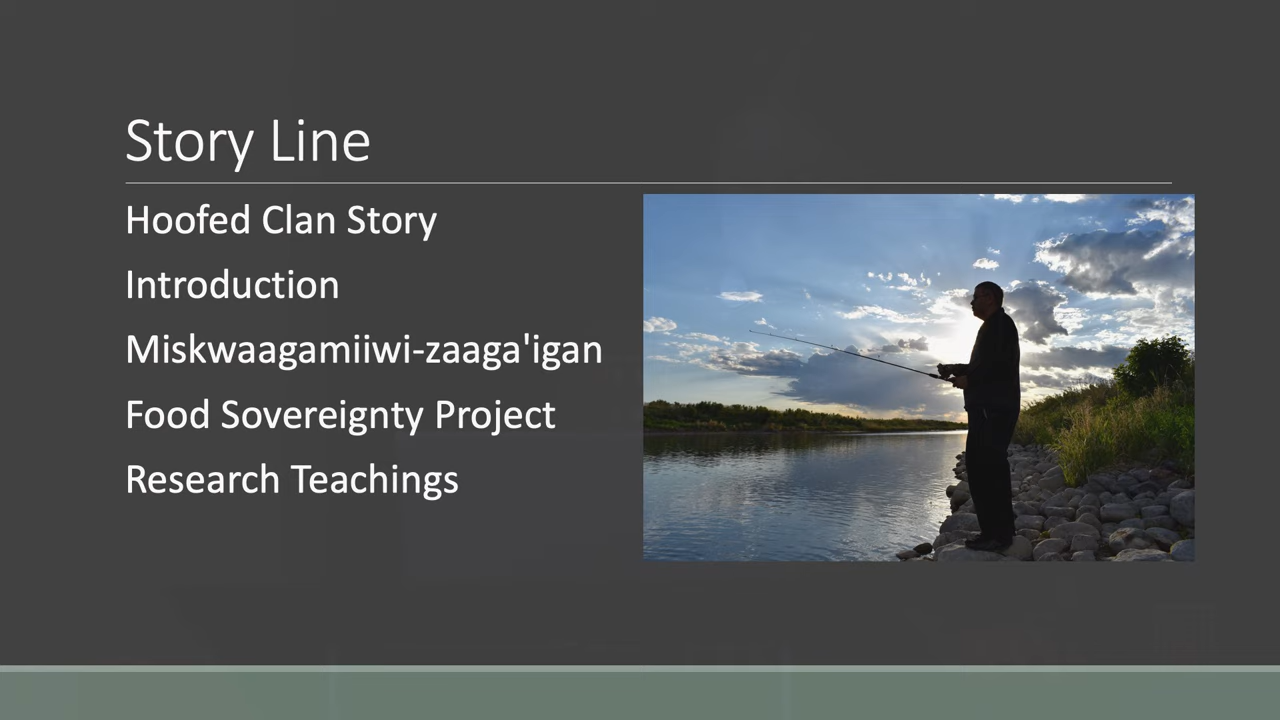 Story Line
Hoofed Clan Story
Introduction
Miskwaagamiiwi-zaaga'igan
Food Sovereignty Project
Research Teachings